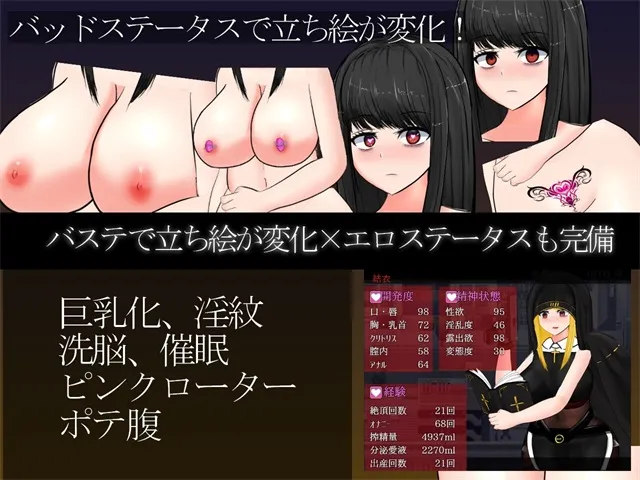 バッドステータスで立ち絵が変化！
バステで立ち絵が変化×エロステータスも完備
巨乳化、淫紋
洗脳、催眠
ピンクローター
ポテ腹
結衣
開発度
口・唇 98
胸・乳首 72
クリトリス 62
膣内 58
アナル 64
精神状態
性欲 95
淫乱度 46
露出欲 98
変態度 30
経験
絶頂回数 21回
オナニー 68回
搾精量 4937ml
分泌愛液 2270ml
出産回数 21回